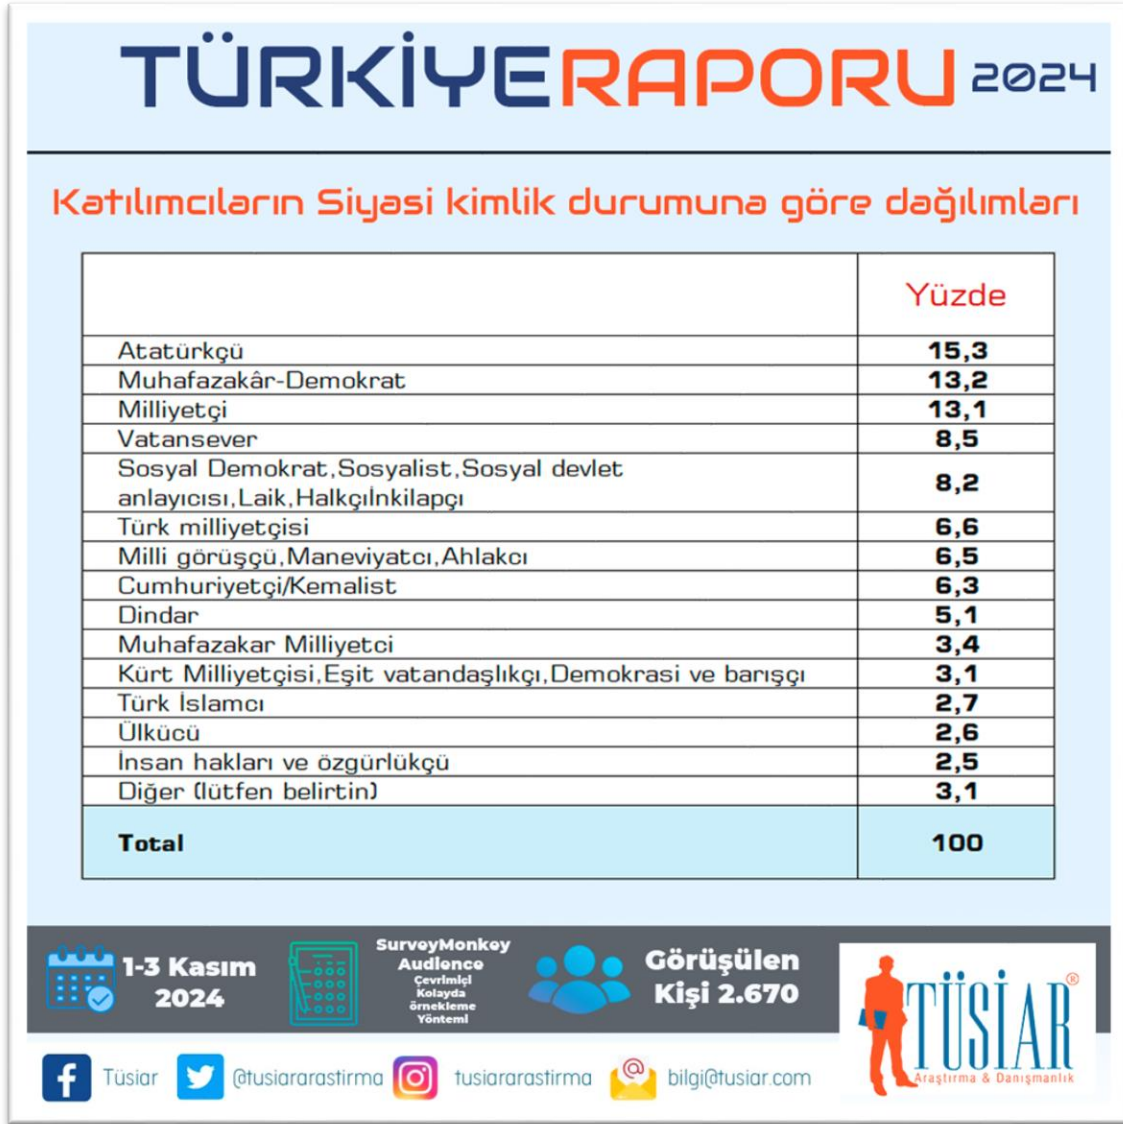 TÜRKİYERAPORU 2024
Katılımcıların Siyasi kimlik durumuna göre dağılımları
Yüzde
Atatürkçü 15,3
Muhafazakâr-Demokrat 13,2
Milliyetçi 13,1
Vatansever 8,5
Sosyal Demokrat,Sosyalist,Sosyal devlet
anlayıcısı,Laik,Halkçıİnkilapçı 8,2
Türk milliyetçisi 6,6
Milli görüşçü,Maneviyatcı,Ahlakcı 6,5
Cumhuriyetçi/Kemalist 6,3
Dindar 5,1
Muhafazakar Milliyetci 3,4
Kürt Milliyetçisi,Eşit vatandaşlıkçı,Demokrasi ve barışçı 3,1
Türk İslamcı 2,7
Ülkücü 2,6
İnsan hakları ve özgürlükçü 2,5
Diğer (lütfen belirtin) 3,1
Total 100
1-3 Kasım
2024
SurveyMonkey
Audience
Çevrimiçi
Kolayda
örnekleme
Yöntemi
Görüşülen
Kişi 2.670
TÜSİAR®
Araştırma & Danışmanlık
Tüsiar
@tusiararastirma
tusiararastirma
bilgi@tusiar.com